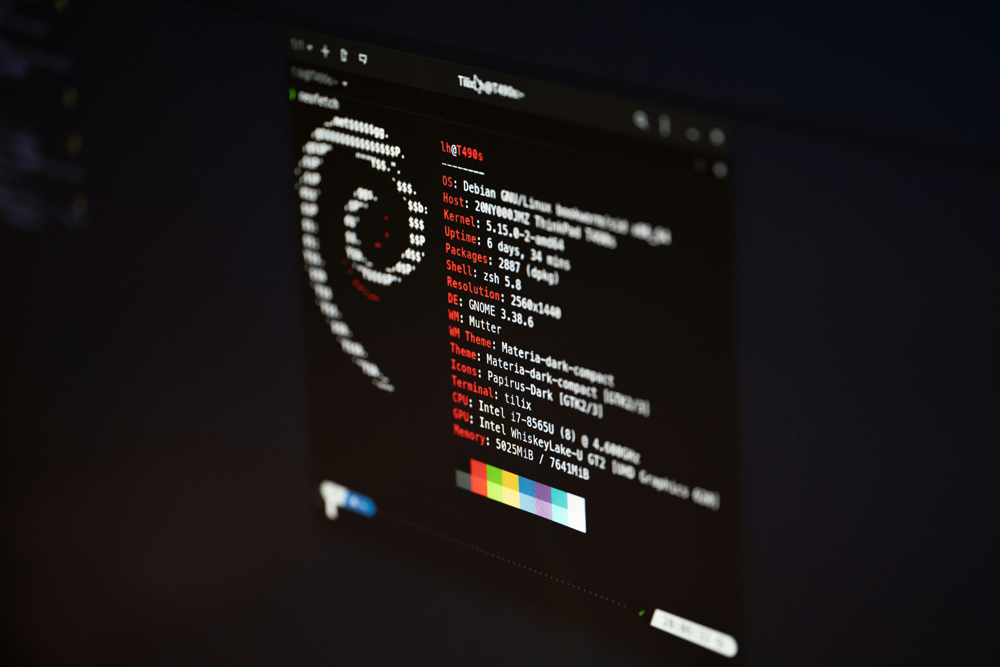 neofetch
lh@T490s
--------
OS: Debian GNU/Linux bookworm/sid x86_64
Host: 20NY000JMZ ThinkPad T490s
Kernel: 5.15.0-2-amd64
Uptime: 6 days, 34 mins
Packages: 2887 (dpkg)
Shell: zsh 5.8
Resolution: 2560x1440
DE: GNOME 3.38.6
WM: Mutter
WM Theme: Materia-dark-compact
Theme: Materia-dark-compact [GTK2/3]
Icons: Papirus-Dark [GTK2/3]
Terminal: tilix
CPU: Intel i7-8565U (8) @ 4.600GHz
GPU: Intel WhiskeyLake-U GT2 [UHD Graphics 620]
Memory: 5025MiB / 7641MiB